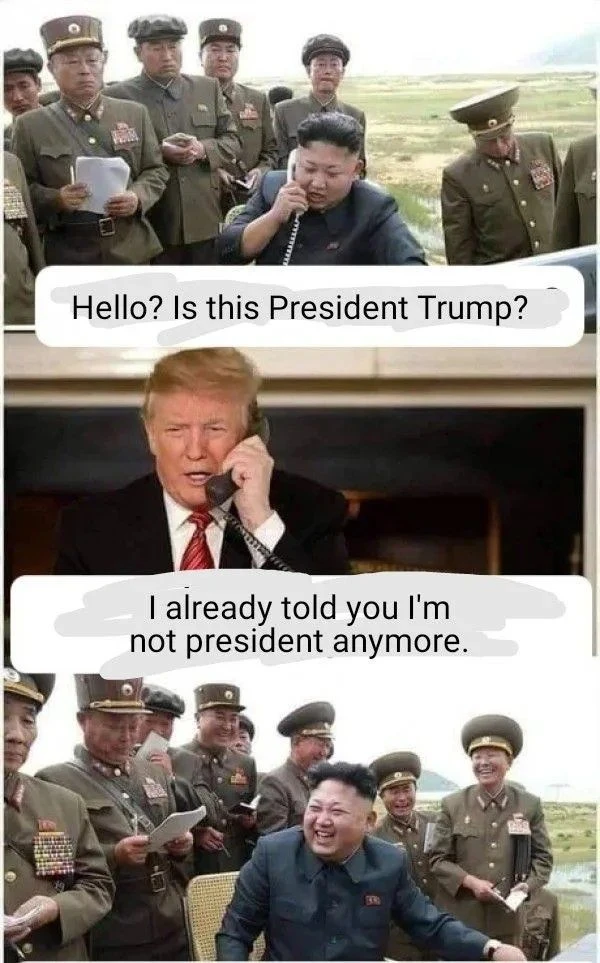 Hello? Is this President Trump?
I already told you I'm
not president anymore.